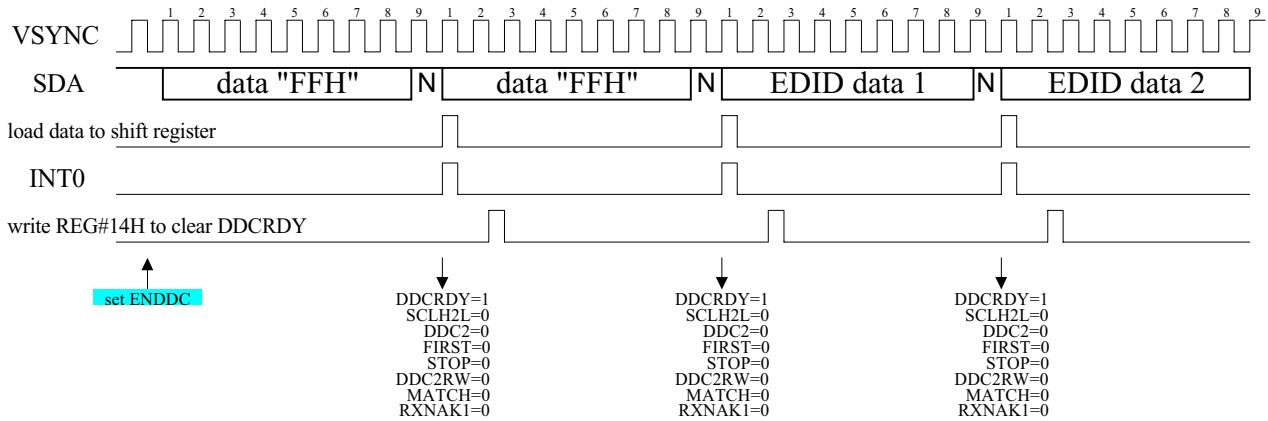 1 2 3 4 5 6 7 8 9 1 2 3 4 5 6 7 8 9 1 2 3 4 5 6 7 8 9 1 2 3 4 5 6 7 8 9
VSYNC
SDA data "FFH" N data "FFH" N EDID data 1 N EDID data 2
load data to shift register
INT0
write REG#14H to clear DDCRDY
set ENDDC
DDCRDY=1 DDCRDY=1 DDCRDY=1
SCLH2L=0 SCLH2L=0 SCLH2L=0
DDC2=0 DDC2=0 DDC2=0
FIRST=0 FIRST=0 FIRST=0
STOP=0 STOP=0 STOP=0
DDC2RW=0 DDC2RW=0 DDC2RW=0
MATCH=0 MATCH=0 MATCH=0
RXNAK1=0 RXNAK1=0 RXNAK1=0